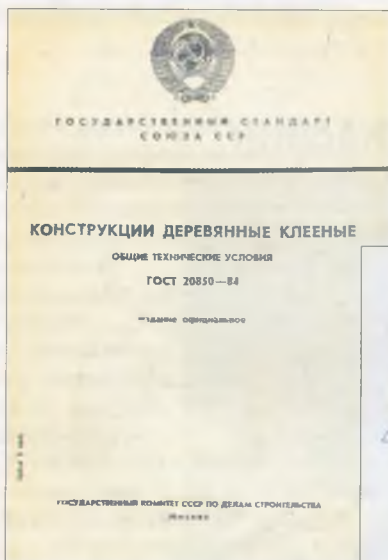 ГОСУДАРСТВЕННЫЙ СТАНДАРТ
СОЮЗА ССР
КОНСТРУКЦИИ ДЕРЕВЯННЫЕ КЛЕЕНЫЕ
ОБЩИЕ ТЕХНИЧЕСКИЕ УСЛОВИЯ
ГОСТ 20850—84
Издание официальное
ГОСУДАРСТВЕННЫЙ КОМИТЕТ СССР ПО ДЕЛАМ СТРОИТЕЛЬСТВА
Москва